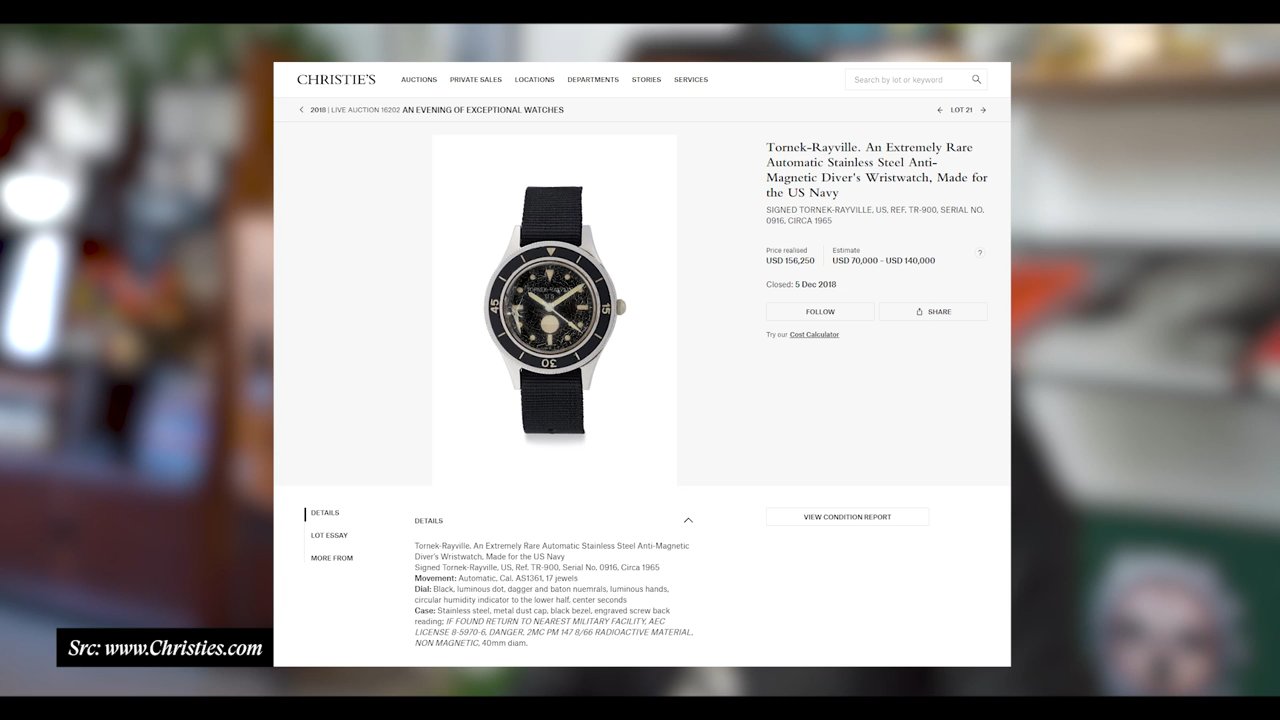 CHRISTIE'S
AUCTIONS PRIVATE SALES LOCATIONS DEPARTMENTS STORIES SERVICES
Search by lot or keyword
2018 | LIVE AUCTION 16202 AN EVENING OF EXCEPTIONAL WATCHES
LOT 21
Tornek-Rayville. An Extremely Rare
Automatic Stainless Steel Anti-
Magnetic Diver's Wristwatch, Made for
the US Navy
SIGNED TORNEK-RAYVILLE, US, REF. TR-900, SERIAL NO.
0916, CIRCA 1965
Price realised
USD 156,250
Estimate
USD 70,000 – USD 140,000
?
Closed: 5 Dec 2018
FOLLOW
SHARE
Try our Cost Calculator
TORNEK-RAYVILLE
45
15
30
DETAILS
LOT ESSAY
MORE FROM
DETAILS
Tornek-Rayville. An Extremely Rare Automatic Stainless Steel Anti-Magnetic
Diver's Wristwatch, Made for the US Navy
Signed Tornek-Rayville, US, Ref. TR-900, Serial No. 0916, Circa 1965
Movement: Automatic, Cal. AS1361, 17 jewels
Dial: Black, luminous dot, dagger and baton nuemrals, luminous hands,
circular humidity indicator to the lower half, center seconds
Case: Stainless steel, metal dust cap, black bezel, engraved screw back
reading; IF FOUND RETURN TO NEAREST MILITARY FACILITY, AEC
LICENSE 8-5970-6, DANGER, 2MC PM 147 8/66 RADIOACTIVE MATERIAL,
NON MAGNETIC, 40mm diam.
VIEW CONDITION REPORT
Src: www.Christies.com